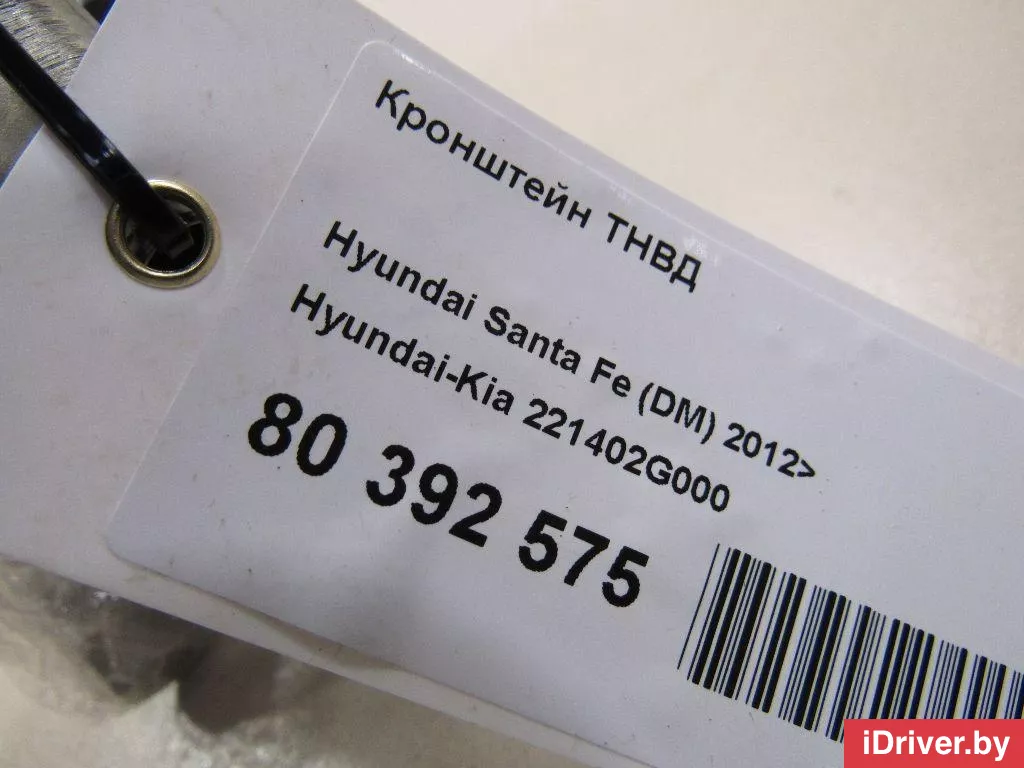 Кронштейн ТНВД
Hyundai Santa Fe (DM) 2012>
Hyundai-Kia 221402G000
80 392 575
iDriver.by